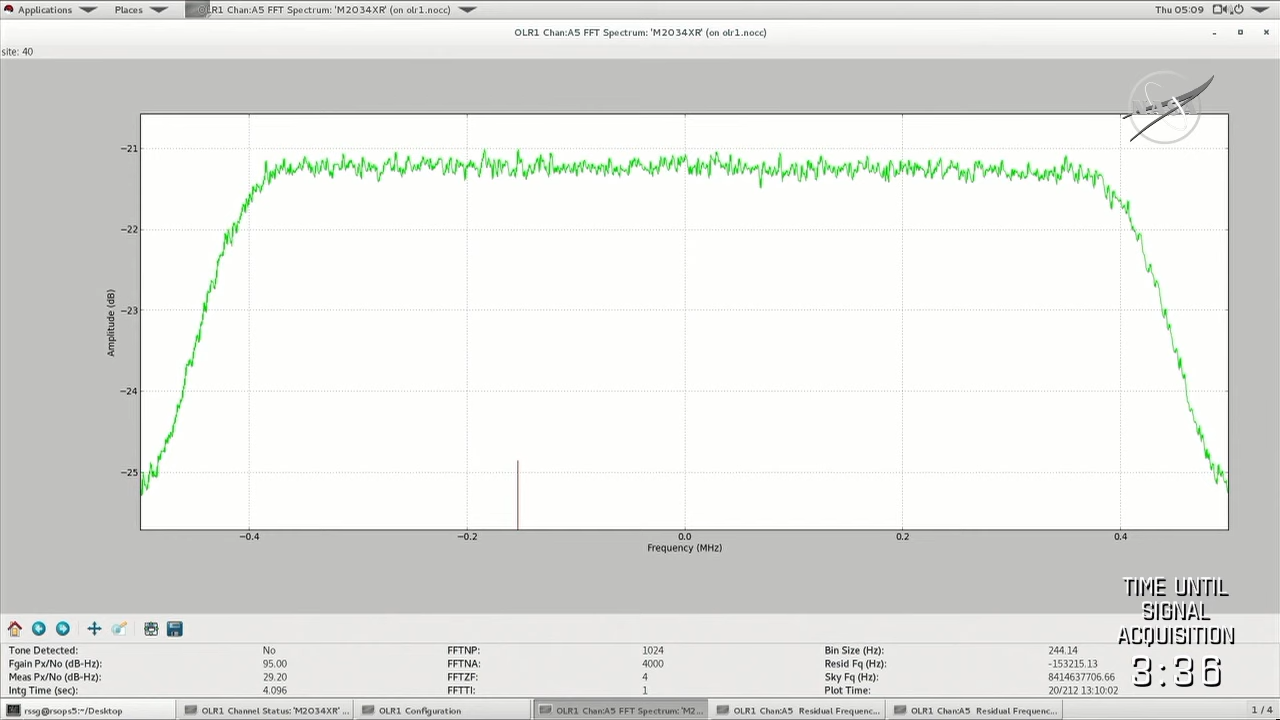 Applications Places OLR1 Chan:A5 FFT Spectrum: 'M2034XR' (on olr1.nocc) Thu 05:09
OLR1 Chan:A5 FFT Spectrum: 'M2034XR' (on olr1.nocc)
site: 40
NASA
−21
−22
−23
−24
−25
Amplitude (dB)
−0.4 −0.2 0.0 0.2 0.4
Frequency (MHz)
TIME UNTIL
SIGNAL
ACQUISITION
3:36
Tone Detected: No FFTNP: 1024 Bin Size (Hz): 244.14
Fgain Px/No (dB-Hz): 95.00 FFTNA: 4000 Resid Fq (Hz): -153215.13
Meas Px/No (dB-Hz): 29.20 FFTZF: 4 Sky Fq (Hz): 8414637706.66
Intg Time (sec): 4.096 FFTTI: 1 Plot Time: 20/212 13:10:02
rssg@rsops5:~/Desktop OLR1 Channel Status: 'M2034XR' ... OLR1 Configuration OLR1 Chan:A5 FFT Spectrum: 'M2... OLR1 Chan:A5 Residual Frequenc... OLR1 Chan:A5 Residual Frequenc... 1 / 4